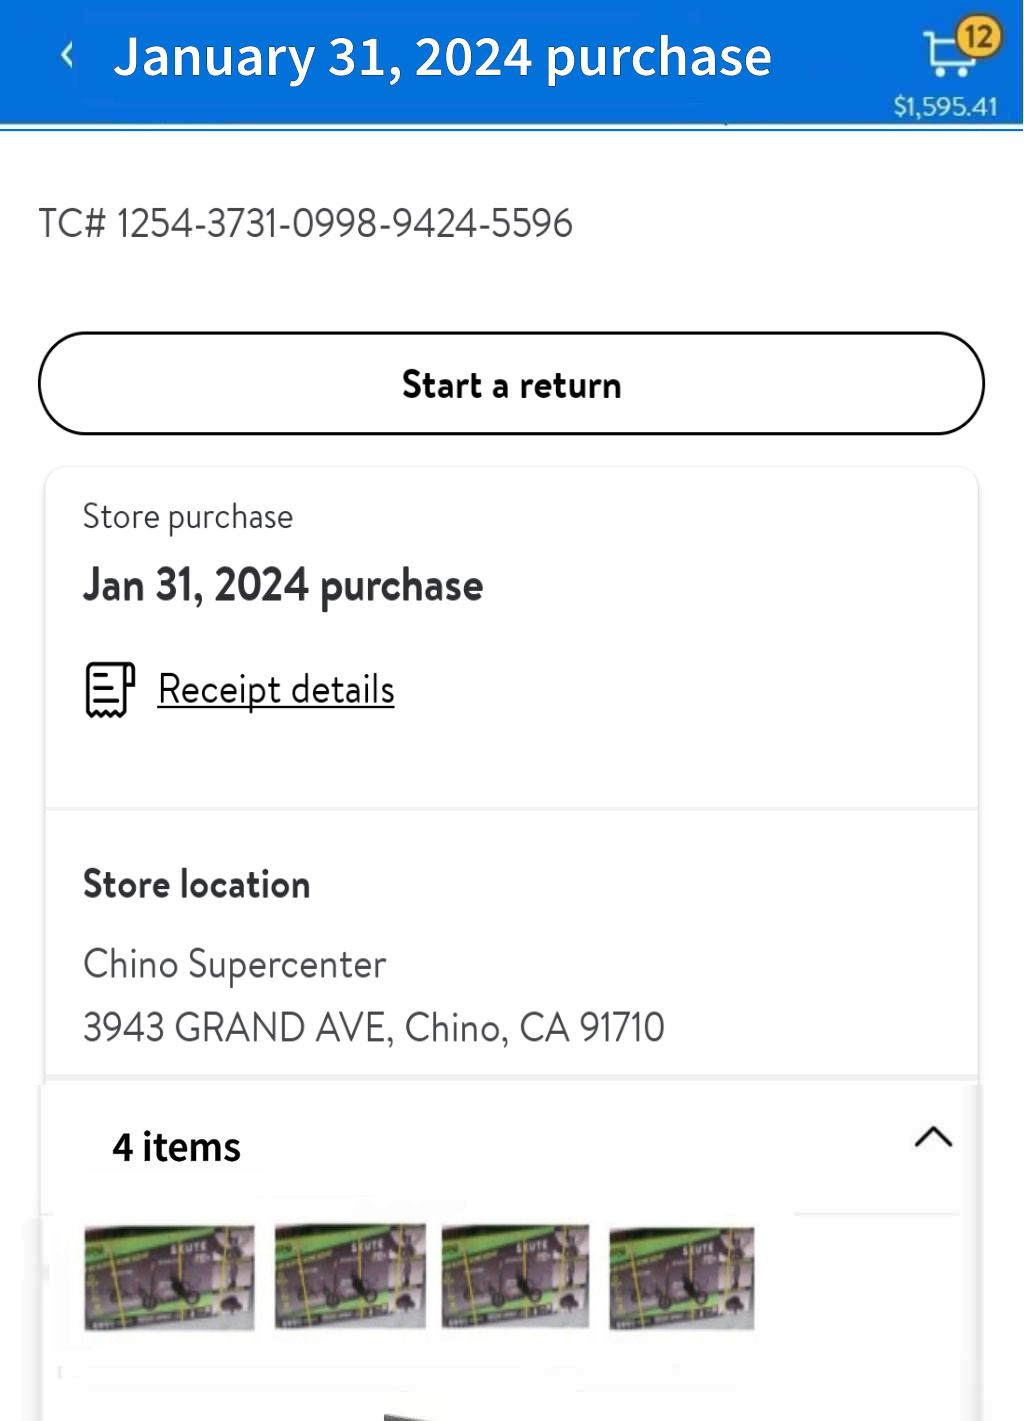 January 31, 2024 purchase
12
$1,595.41
TC# 1254-3731-0998-9424-5596
Start a return
Store purchase
Jan 31, 2024 purchase
Receipt details
Store location
Chino Supercenter
3943 GRAND AVE, Chino, CA 91710
4 items